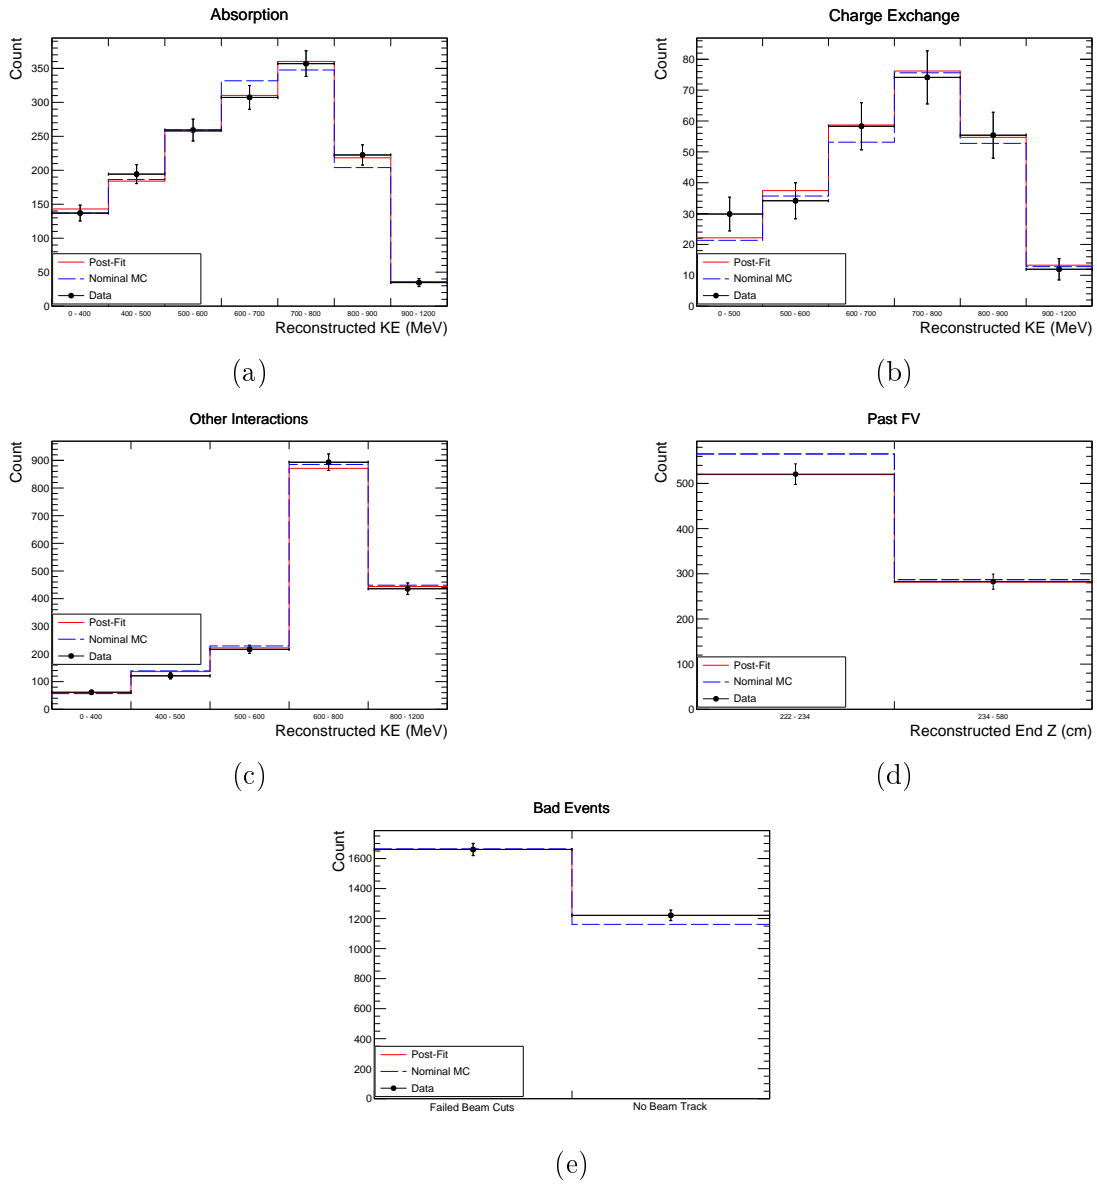 Absorption
Count
350
300
250
200
150
100
50
0
Post-Fit
Nominal MC
Data
0 - 400
400 - 500
500 - 600
600 - 700
700 - 800
800 - 900
900 - 1200
Reconstructed KE (MeV)
(a)
Charge Exchange
Count
80
70
60
50
40
30
20
10
0
Post-Fit
Nominal MC
Data
0 - 500
500 - 600
600 - 700
700 - 800
800 - 900
900 - 1200
Reconstructed KE (MeV)
(b)
Other Interactions
Count
900
800
700
600
500
400
300
200
100
0
Post-Fit
Nominal MC
Data
0 - 400
400 - 500
500 - 600
600 - 800
800 - 1200
Reconstructed KE (MeV)
(c)
Past FV
Count
500
400
300
200
100
0
Post-Fit
Nominal MC
Data
222 - 234
234 - 580
Reconstructed End Z (cm)
(d)
Bad Events
Count
1600
1400
1200
1000
800
600
400
200
0
Post-Fit
Nominal MC
Data
Failed Beam Cuts
No Beam Track
(e)